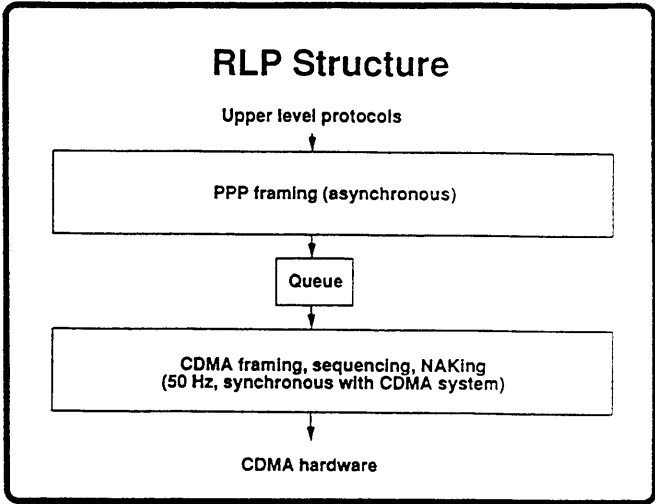 RLP Structure
Upper level protocols
PPP framing (asynchronous)
Queue
CDMA framing, sequencing, NAKing
(50 Hz, synchronous with CDMA system)
CDMA hardware